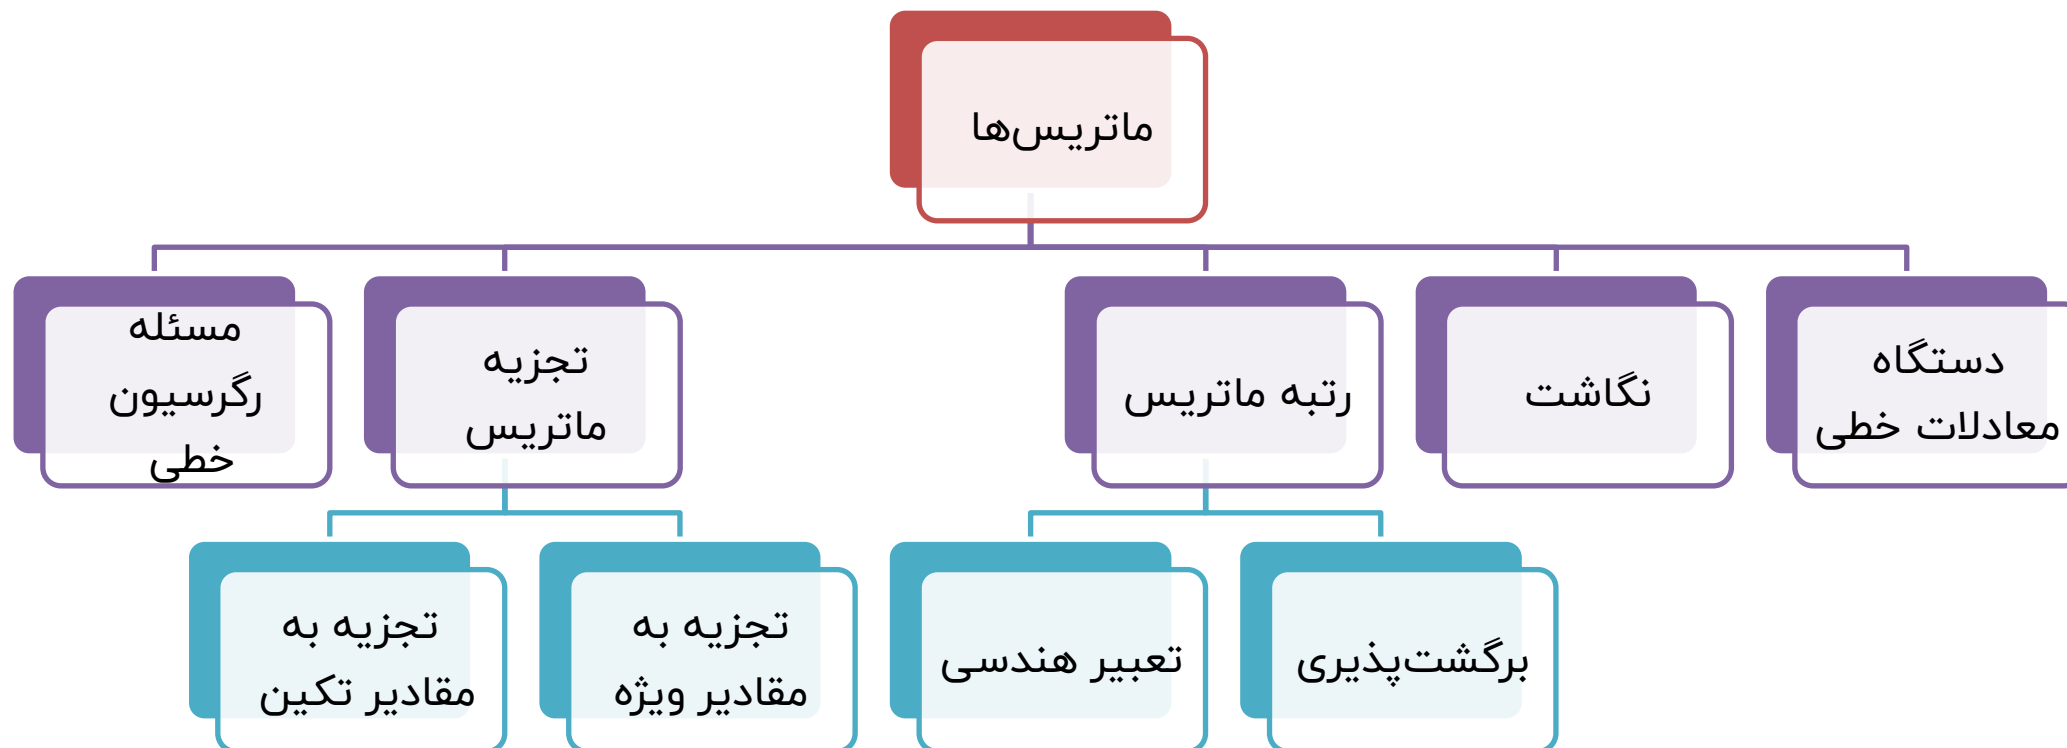 ماتریس‌ها
دستگاه
معادلات خطی
نگاشت
رتبه ماتریس
تجزیه
ماتریس
مسئله
رگرسیون
خطی
برگشت‌پذیری
تعبیر هندسی
تجزیه به
مقادیر ویژه
تجزیه به
مقادیر تکین